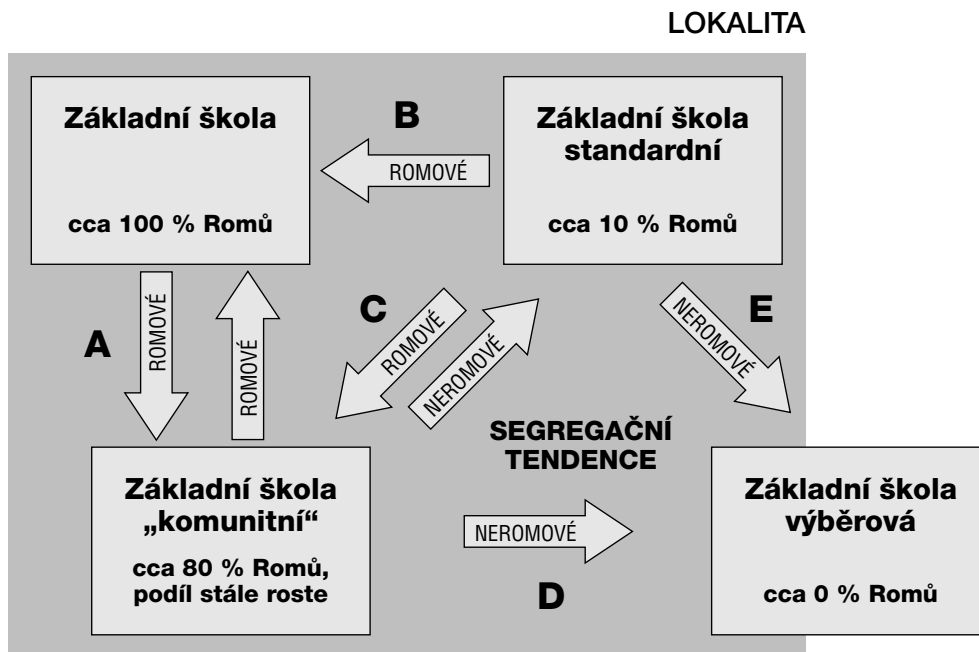 LOKALITA
Základní škola
cca 100 % Romů
B
ROMOVÉ
Základní škola
standardní
cca 10 % Romů
A
ROMOVÉ
ROMOVÉ
C
ROMOVÉ
NEROMOVÉ
E
NEROMOVÉ
SEGREGAČNÍ
TENDENCE
Základní škola
„komunitní“
cca 80 % Romů,
podíl stále roste
NEROMOVÉ
D
Základní škola
výběrová
cca 0 % Romů